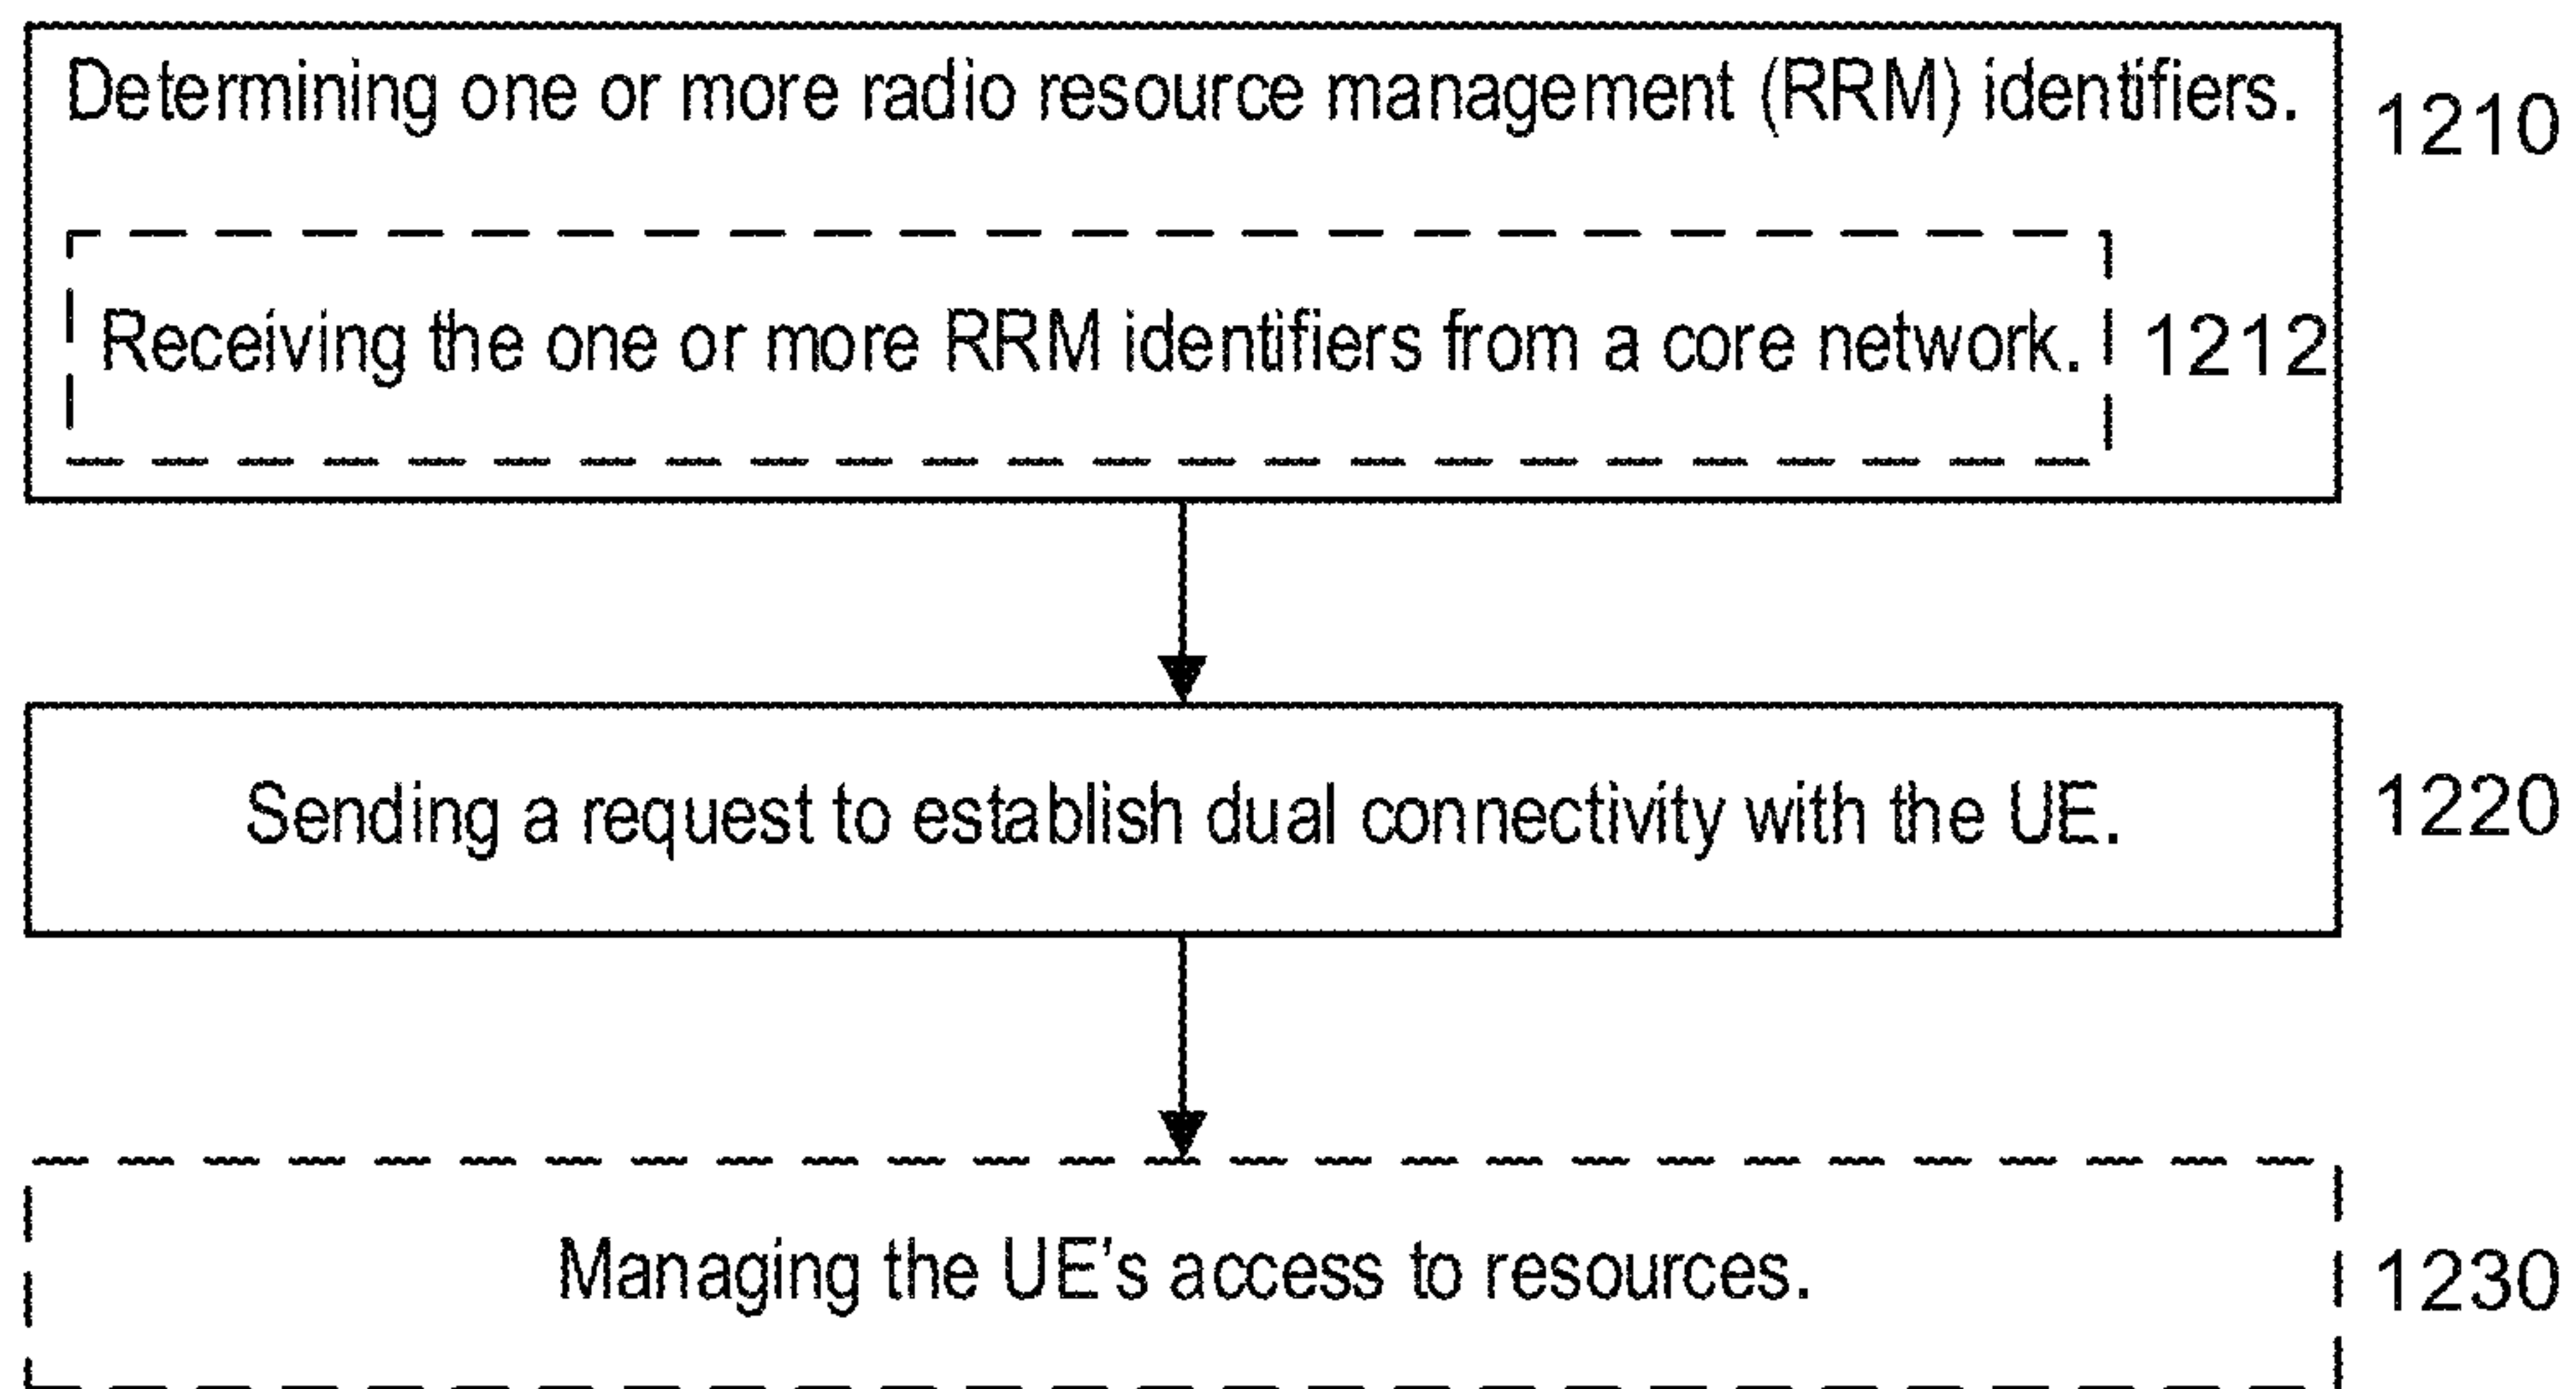 Determining one or more radio resource management (RRM) identifiers.
1210
Receiving the one or more RRM identifiers from a core network.
1212
Sending a request to establish dual connectivity with the UE.
1220
Managing the UE's access to resources.
1230